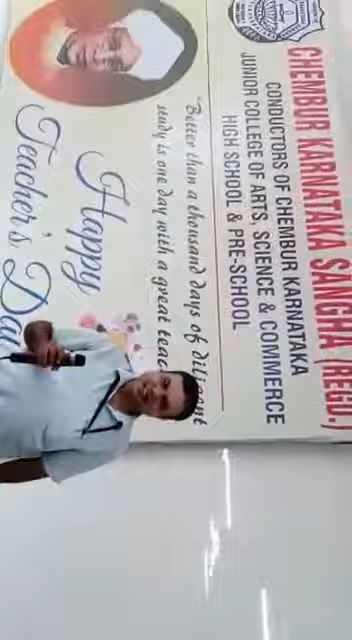 CHEMBUR KARNATAKA SANGHA (REGD.)
CONDUCTORS OF CHEMBUR KARNATAKA
JUNIOR COLLEGE OF ARTS, SCIENCE & COMMERCE
HIGH SCHOOL & PRE-SCHOOL
"Better than a thousand days of diligent
study is one day with a great teac
Happy
Teacher's Da